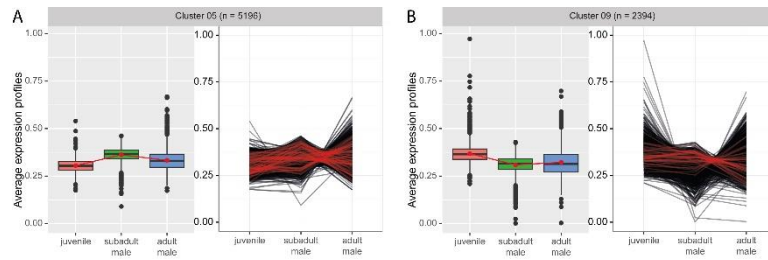 A
Cluster 05 (n = 5196)
Average expression profiles
1.00
0.75
0.50
0.25
0.00
juvenile
subadult
male
adult
male
1.00
0.75
0.50
0.25
0.00
juvenile
subadult
male
adult
male
B
Cluster 09 (n = 2394)
Average expression profiles
1.00
0.75
0.50
0.25
0.00
juvenile
subadult
male
adult
male
1.00
0.75
0.50
0.25
0.00
juvenile
subadult
male
adult
male